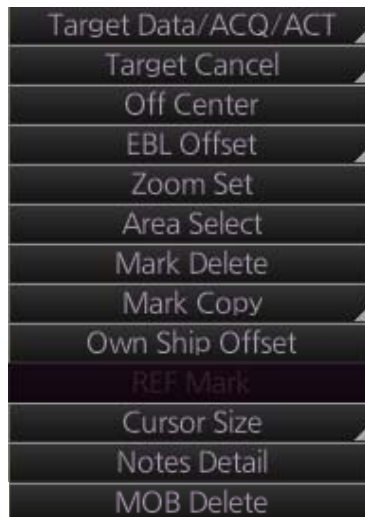 Target Data/ACQ/ACT
Target Cancel
Off Center
EBL Offset
Zoom Set
Area Select
Mark Delete
Mark Copy
Own Ship Offset
REF Mark
Cursor Size
Notes Detail
MOB Delete